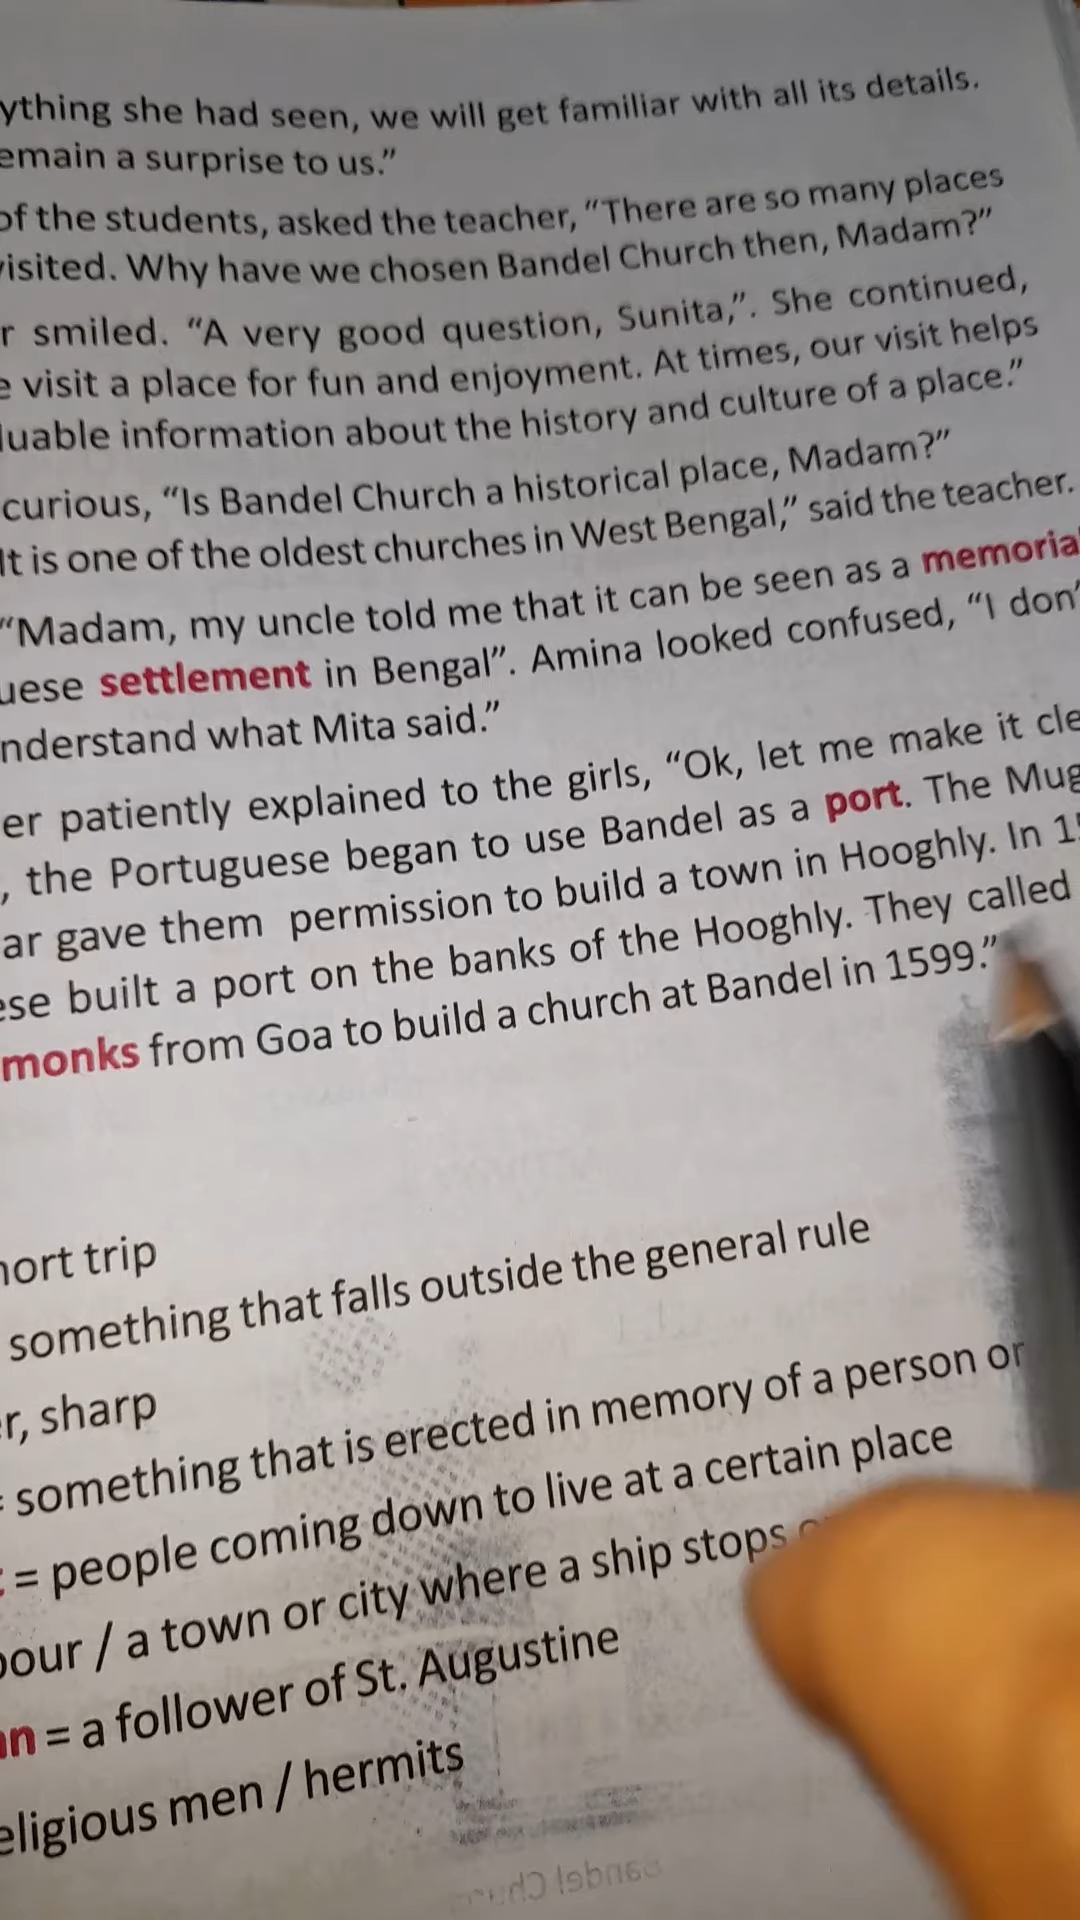 ything she had seen, we will get familiar with all its details.
emain a surprise to us.”
of the students, asked the teacher, “There are so many places
visited. Why have we chosen Bandel Church then, Madam?”
r smiled. “A very good question, Sunita,”. She continued,
e visit a place for fun and enjoyment. At times, our visit helps
luable information about the history and culture of a place.”
curious, “Is Bandel Church a historical place, Madam?”
It is one of the oldest churches in West Bengal,” said the teacher.
“Madam, my uncle told me that it can be seen as a memorial
uese settlement in Bengal”. Amina looked confused, “I don’
nderstand what Mita said.”
er patiently explained to the girls, “Ok, let me make it cle
, the Portuguese began to use Bandel as a port. The Mug
ar gave them permission to build a town in Hooghly. In 15
ese built a port on the banks of the Hooghly. They called
monks from Goa to build a church at Bandel in 1599.”
hort trip
something that falls outside the general rule
r, sharp
= something that is erected in memory of a person or
= people coming down to live at a certain place
bour / a town or city where a ship stops
an = a follower of St. Augustine
eligious men / hermits